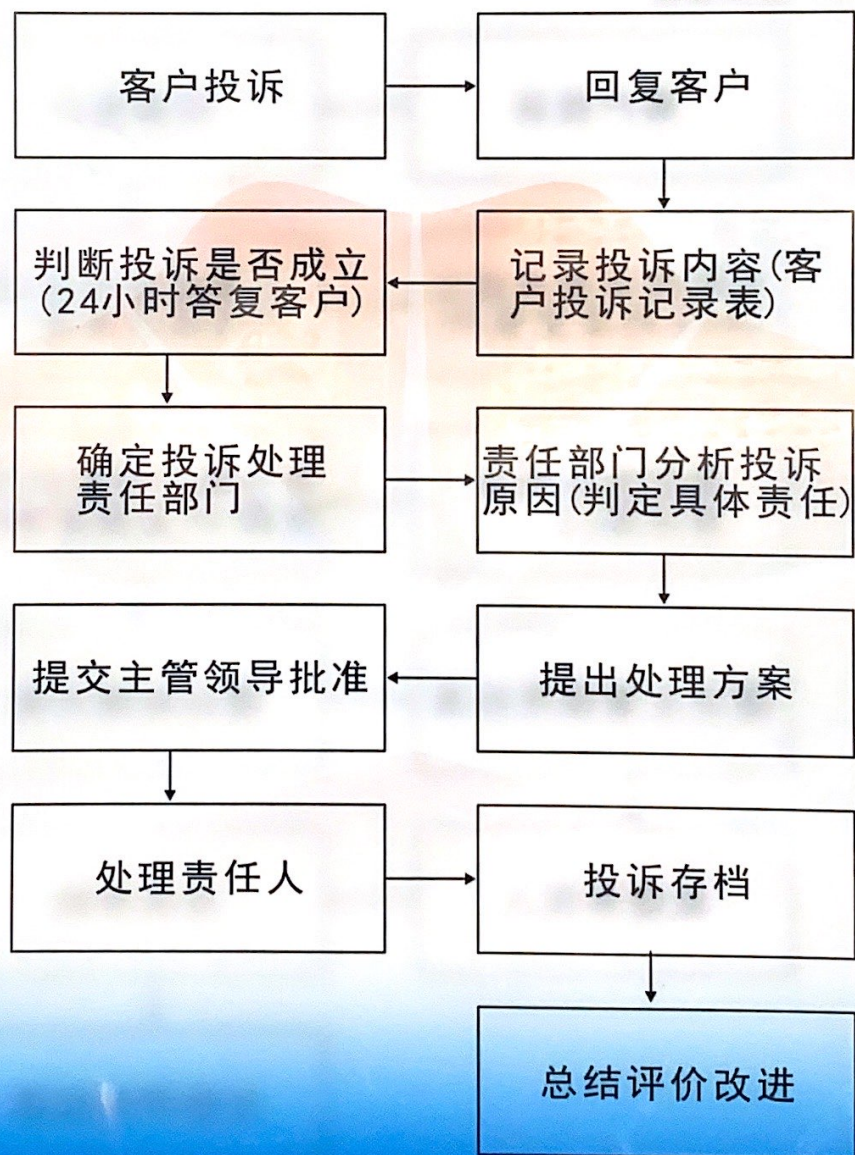 客户投诉
回复客户
记录投诉内容(客
户投诉记录表)
判断投诉是否成立
(24小时答复客户)
确定投诉处理
责任部门
责任部门分析投诉
原因(判定具体责任)
提出处理方案
提交主管领导批准
处理责任人
投诉存档
总结评价改进